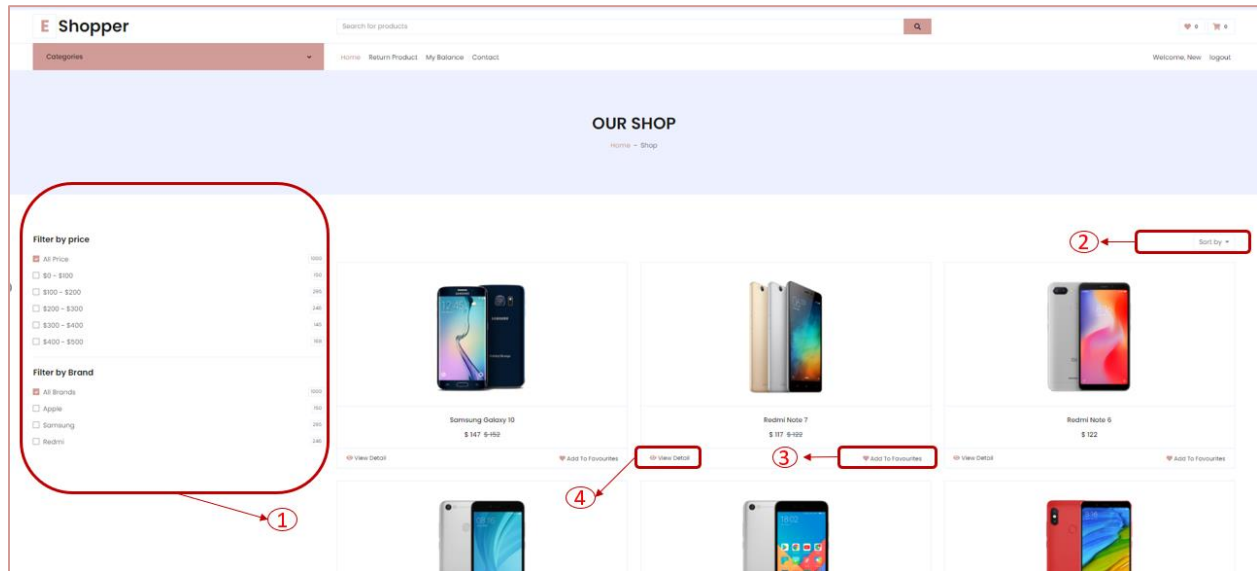 E Shopper
Search for products
0 0
Categories
Home Return Product My Balance Contact
Welcome, New logout
OUR SHOP
Home - Shop
Filter by price
All Price 1000
$0 - $100 150
$100 - $200
$200 - $300 246
$300 - $400 145
$400 - $500 168
Filter by Brand
All Brands 1000
Apple 150
Samsung
Redmi 246
2
Sort by
Samsung Galaxy 10
$ 147 $ 152
View Detail Add To Favourites
Redmi Note 7
$ 117 $ 122
View Detail 3 Add To Favourites
Redmi Note 6
$ 122
View Detail Add To Favourites
4
1
18:02